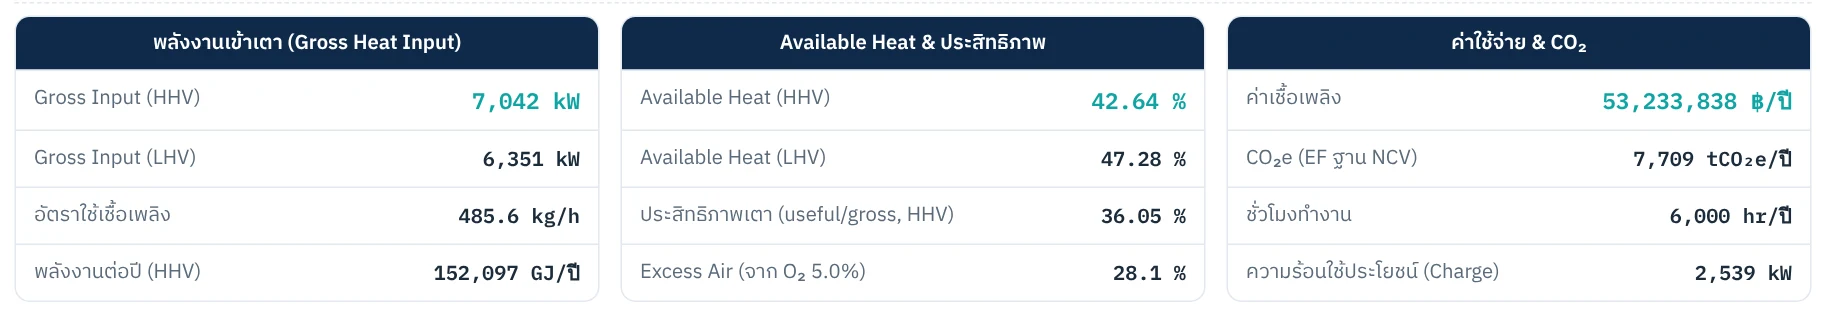 พลังงานเข้าเตา (Gross Heat Input)
Gross Input (HHV) 7,042 kW
Gross Input (LHV) 6,351 kW
อัตราใช้เชื้อเพลิง 485.6 kg/h
พลังงานต่อปี (HHV) 152,097 GJ/ปี
Available Heat & ประสิทธิภาพ
Available Heat (HHV) 42.64 %
Available Heat (LHV) 47.28 %
ประสิทธิภาพเตา (useful/gross, HHV) 36.05 %
Excess Air (จาก O₂ 5.0%) 28.1 %
ค่าใช้จ่าย & CO₂
ค่าเชื้อเพลิง 53,233,838 ฿/ปี
CO₂e (EF ฐาน NCV) 7,709 tCO₂e/ปี
ชั่วโมงทำงาน 6,000 hr/ปี
ความร้อนใช้ประโยชน์ (Charge) 2,539 kW